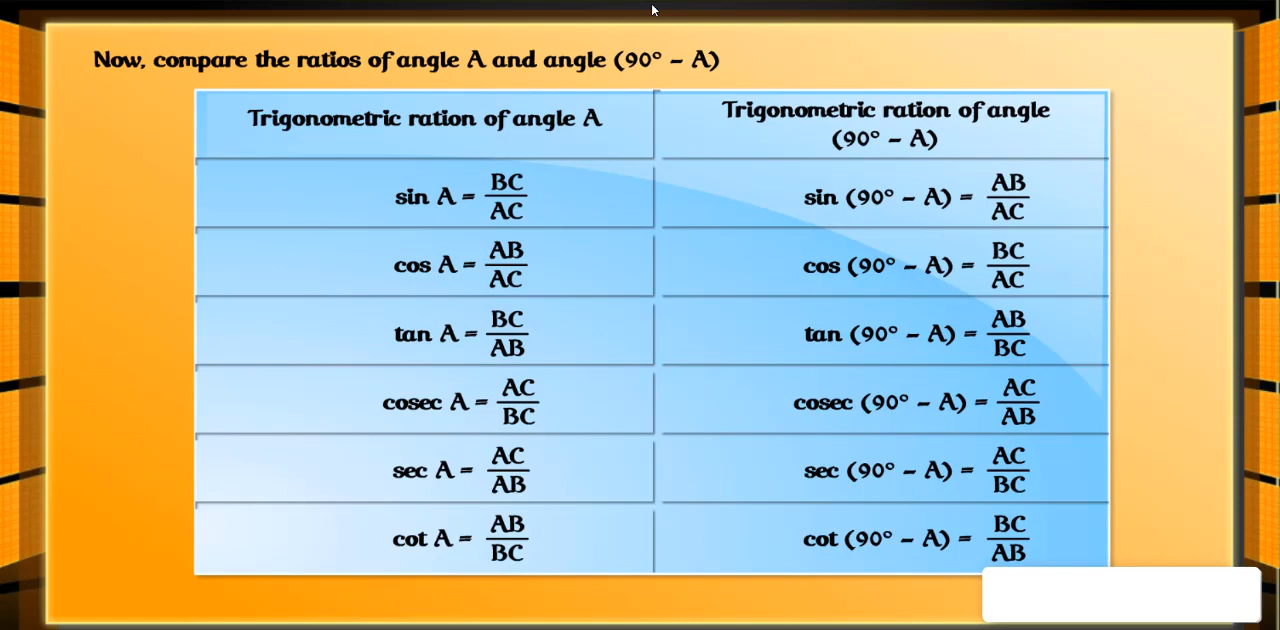 Now, compare the ratios of angle A and angle (90° – A)
Trigonometric ration of angle A
Trigonometric ration of angle
(90° – A)
sin A = BC/AC
sin (90° – A) = AB/AC
cos A = AB/AC
cos (90° – A) = BC/AC
tan A = BC/AB
tan (90° – A) = AB/BC
cosec A = AC/BC
cosec (90° – A) = AC/AB
sec A = AC/AB
sec (90° – A) = AC/BC
cot A = AB/BC
cot (90° – A) = BC/AB